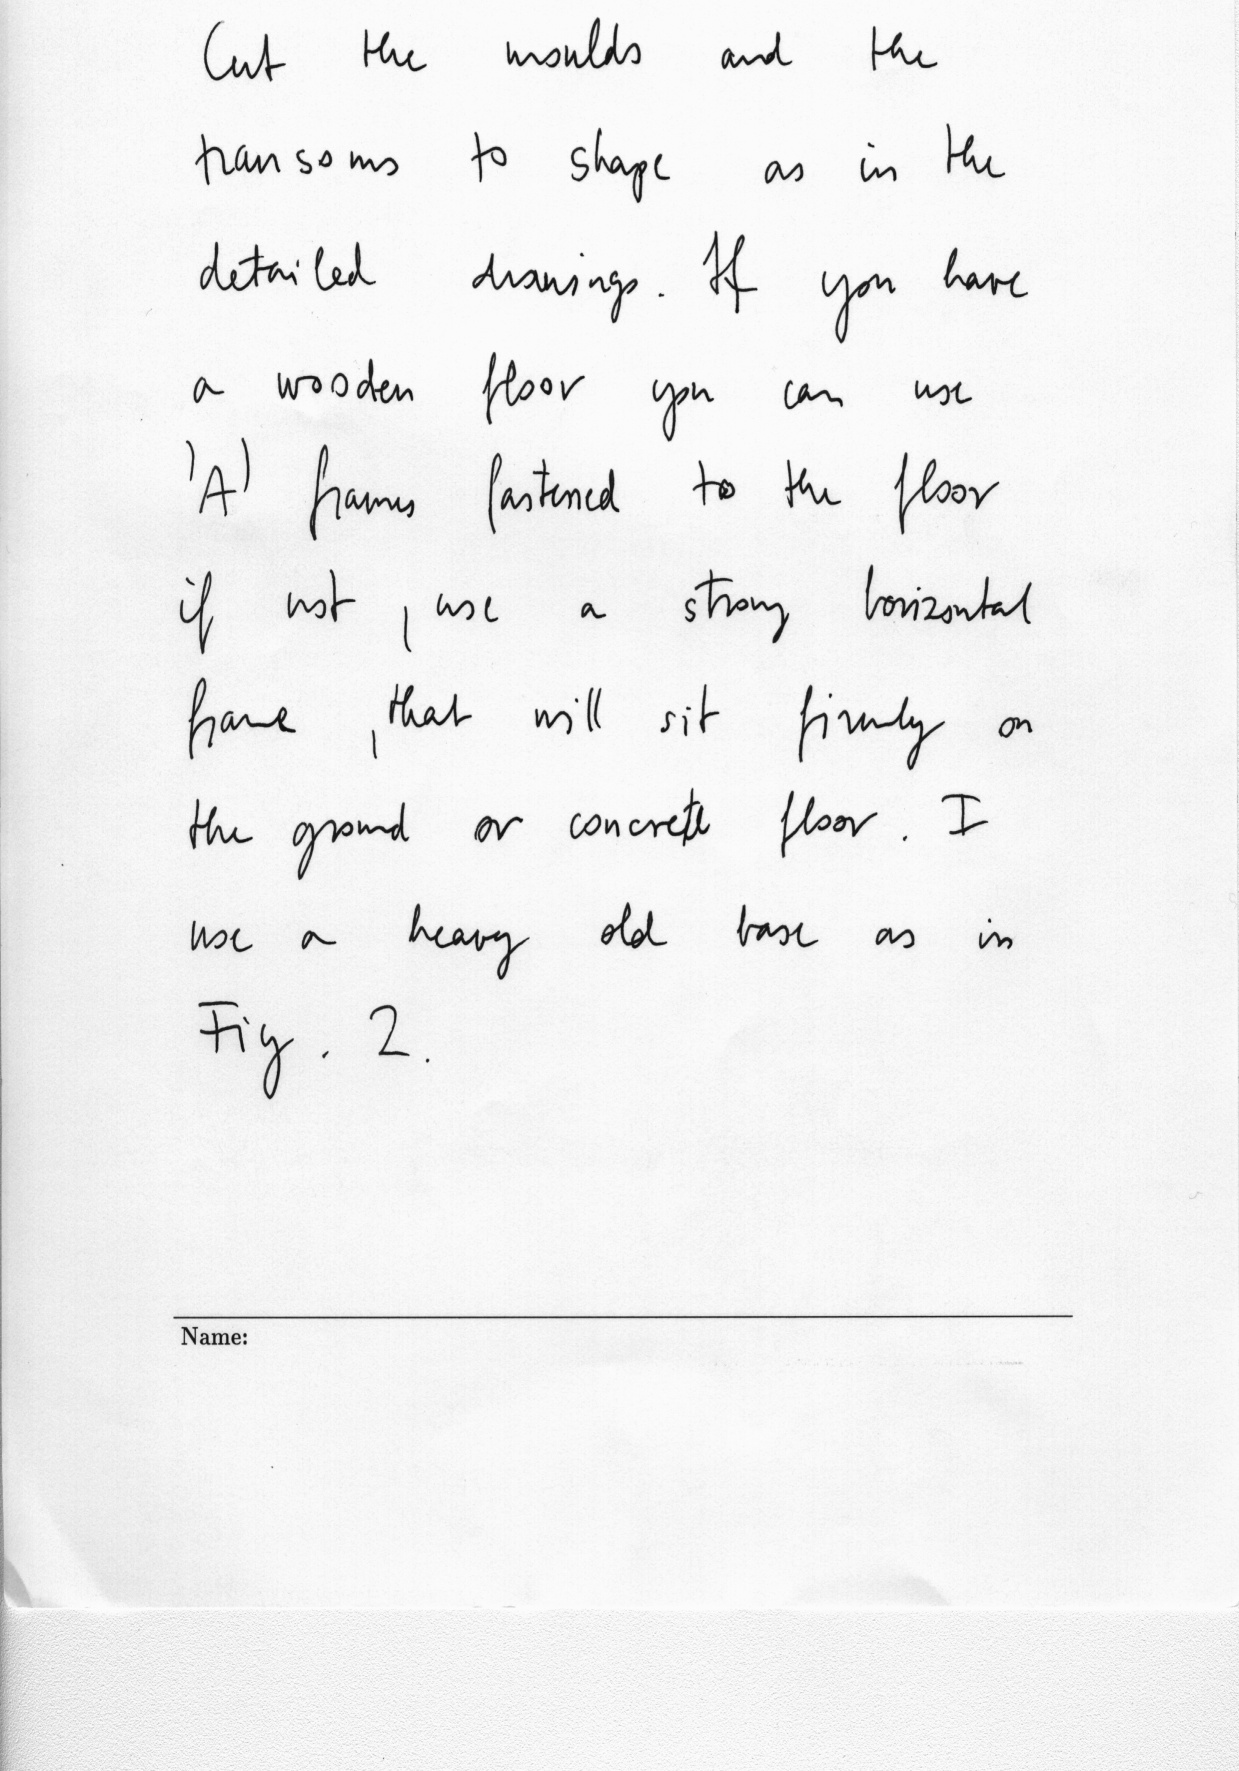 Cut the moulds and the
transoms to shape as in the
detailed drawings. If you have
a wooden floor you can use
'A' frames fastened to the floor
if not, use a strong horizontal
frame, that will sit firmly on
the ground or concrete floor. I
use a heavy old base as in
Fig. 2.
Name: